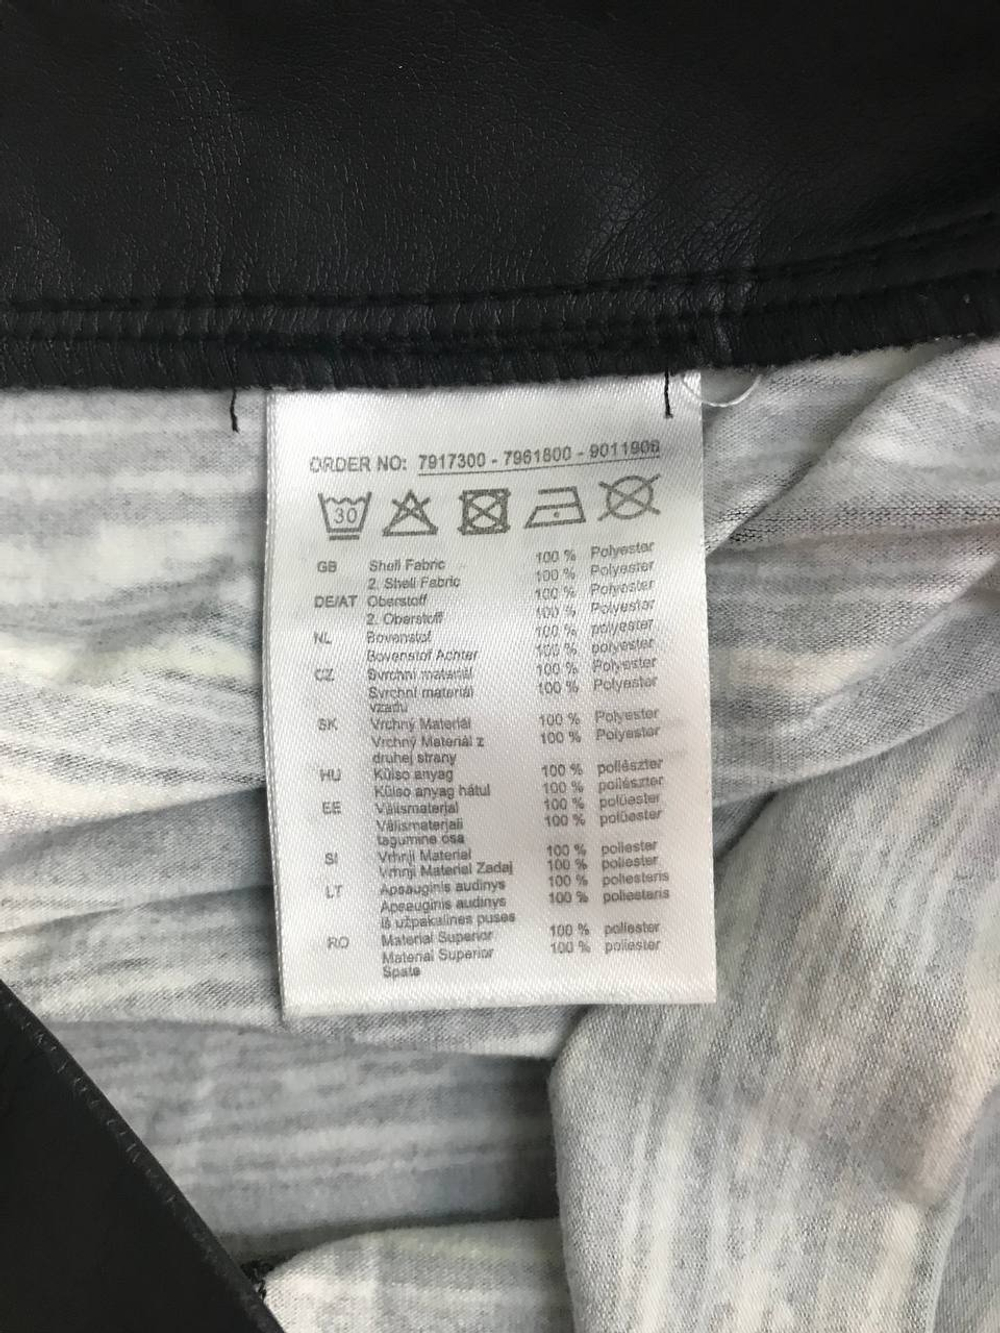 ORDER NO: 7917300 - 7961800 - 9011906
30
GB Shell Fabric 100 % Polyester
2. Shell Fabric 100 % Polyester
DE/AT Oberstoff 100 % Polyester
2. Oberstoff 100 % Polyester
NL Bovenstof 100 % polyester
Bovenstof Achter 100 % polyester
CZ Svrchní materiál 100 % Polyester
Svrchní materiál 100 % Polyester
vzadu
SK Vrchný Materiál 100 % Polyester
Vrchný Materiál z 100 % Polyester
druhej strany
HU Külso anyag 100 % poliészter
Külso anyag hátul 100 % poliészter
EE Välismaterjal 100 % polüester
Välismaterjali 100 % polüester
tagumine osa
SI Vrhnji Material 100 % poliester
Vrhnji Material Zadaj 100 % poliester
LT Apsauginis audinys 100 % poliesteris
Apsauginis audinys 100 % poliesteris
iš užpakalines puses
RO Material Superior 100 % poliester
Material Superior 100 % poliester
Spate